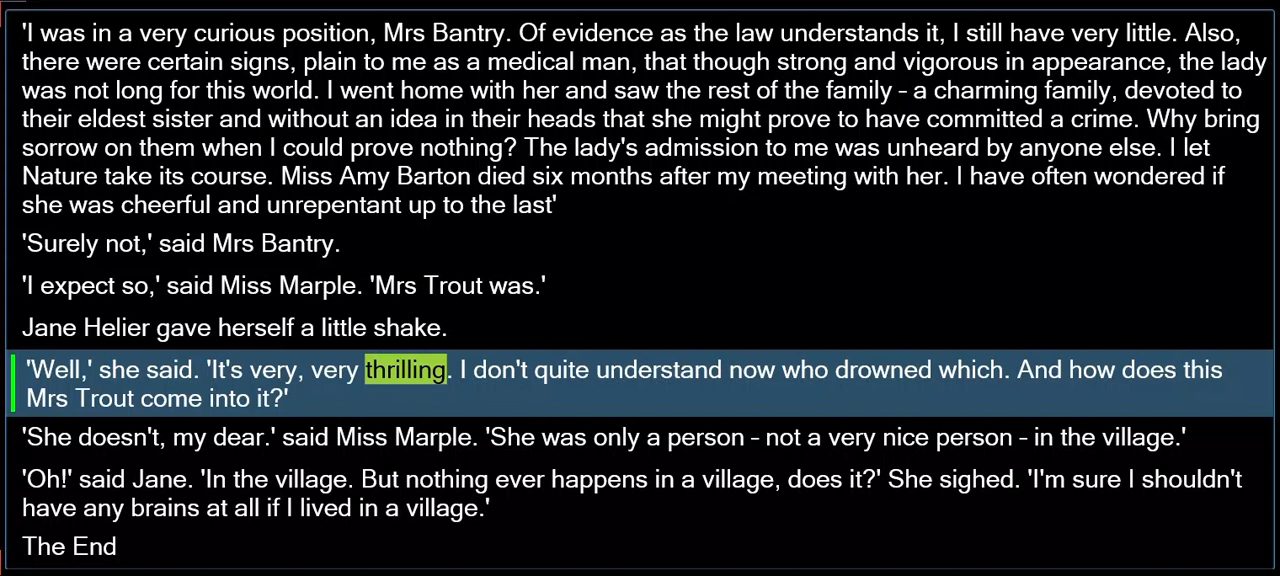 'I was in a very curious position, Mrs Bantry. Of evidence as the law understands it, I still have very little. Also,
there were certain signs, plain to me as a medical man, that though strong and vigorous in appearance, the lady
was not long for this world. I went home with her and saw the rest of the family – a charming family, devoted to
their eldest sister and without an idea in their heads that she might prove to have committed a crime. Why bring
sorrow on them when I could prove nothing? The lady's admission to me was unheard by anyone else. I let
Nature take its course. Miss Amy Barton died six months after my meeting with her. I have often wondered if
she was cheerful and unrepentant up to the last'
'Surely not,' said Mrs Bantry.
'I expect so,' said Miss Marple. 'Mrs Trout was.'
Jane Helier gave herself a little shake.
'Well,' she said. 'It's very, very thrilling. I don't quite understand now who drowned which. And how does this
Mrs Trout come into it?'
'She doesn't, my dear.' said Miss Marple. 'She was only a person – not a very nice person – in the village.'
'Oh!' said Jane. 'In the village. But nothing ever happens in a village, does it?' She sighed. 'I'm sure I shouldn't
have any brains at all if I lived in a village.'
The End